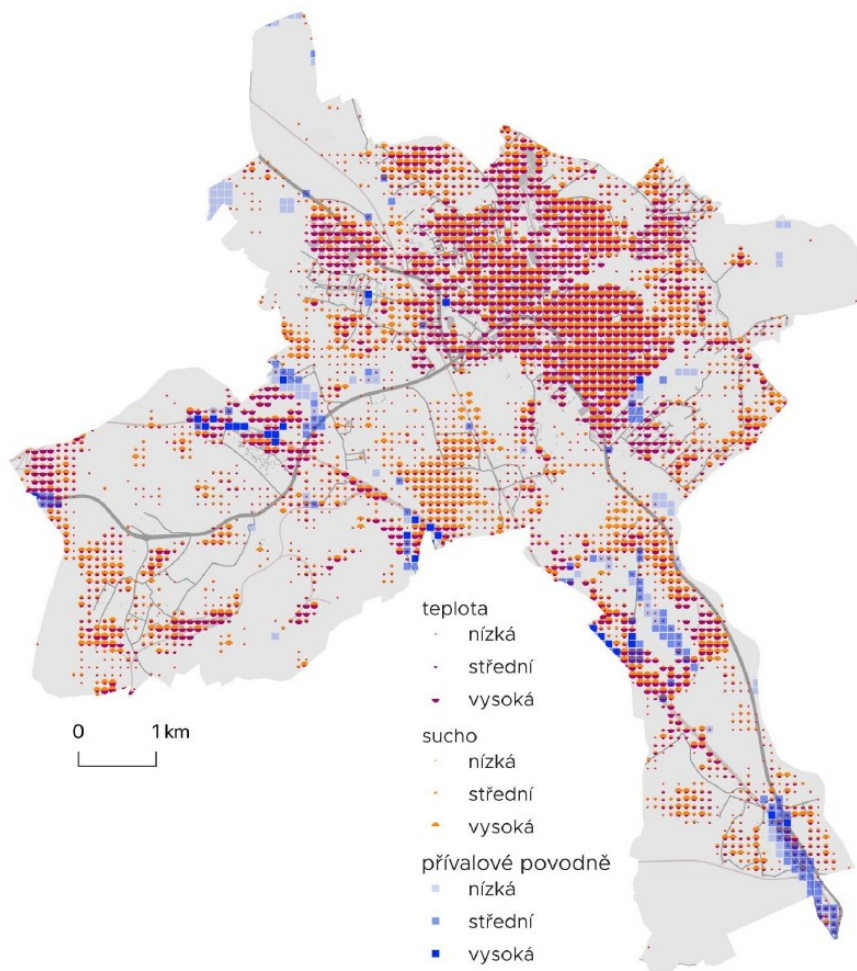 teplota
nízká
střední
vysoká
0 1 km
sucho
nízká
střední
vysoká
přívalové povodně
nízká
střední
vysoká